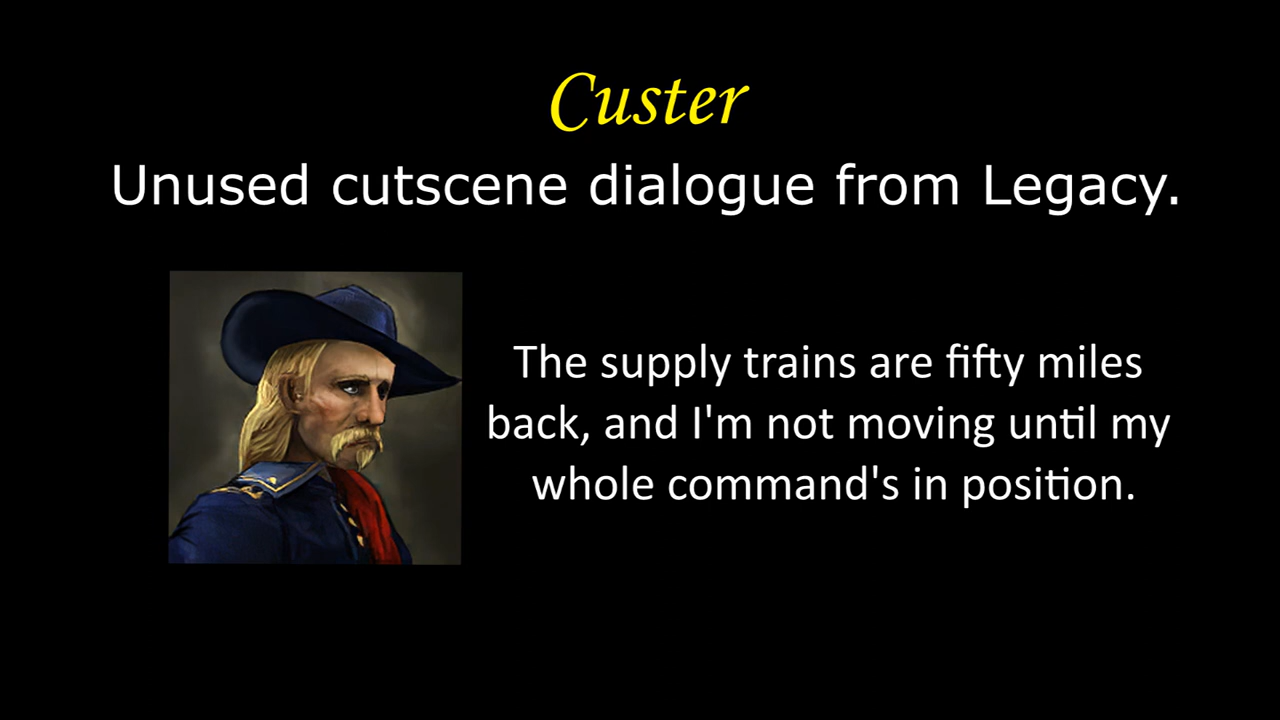 Custer
Unused cutscene dialogue from Legacy.
The supply trains are fifty miles
back, and I'm not moving until my
whole command's in position.